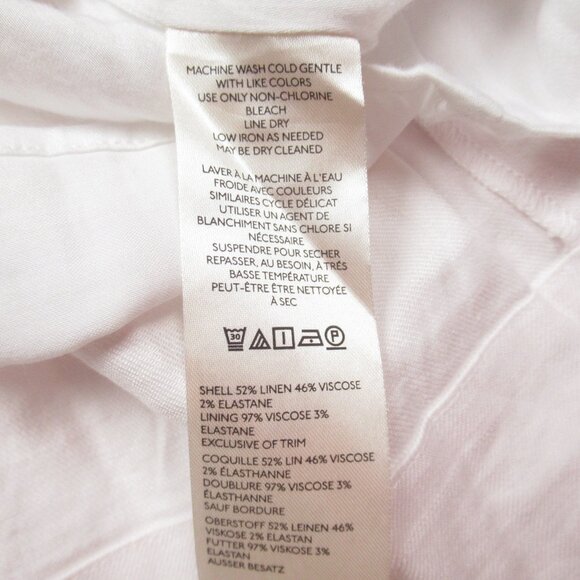 MACHINE WASH COLD GENTLE
WITH LIKE COLORS
USE ONLY NON-CHLORINE
BLEACH
LINE DRY
LOW IRON AS NEEDED
MAY BE DRY CLEANED
LAVER À LA MACHINE À L'EAU
FROIDE AVEC COULEURS
SIMILAIRES CYCLE DÉLICAT
UTILISER UN AGENT DE
BLANCHIMENT SANS CHLORE SI
NÉCESSAIRE
SUSPENDRE POUR SECHER
REPASSER, AU BESOIN, À TRÉS
BASSE TEMPÉRATURE
PEUT-ÊTRE ÊTRE NETTOYÉE
À SEC
30 P
SHELL 52% LINEN 46% VISCOSE
2% ELASTANE
LINING 97% VISCOSE 3%
ELASTANE
EXCLUSIVE OF TRIM
COQUILLE 52% LIN 46% VISCOSE
2% ÉLASTHANNE
DOUBLURE 97% VISCOSE 3%
ÉLASTHANNE
SAUF BORDURE
OBERSTOFF 52% LEINEN 46%
VISKOSE 2% ELASTAN
FUTTER 97% VISKOSE 3%
ELASTAN
AUSSER BESATZ